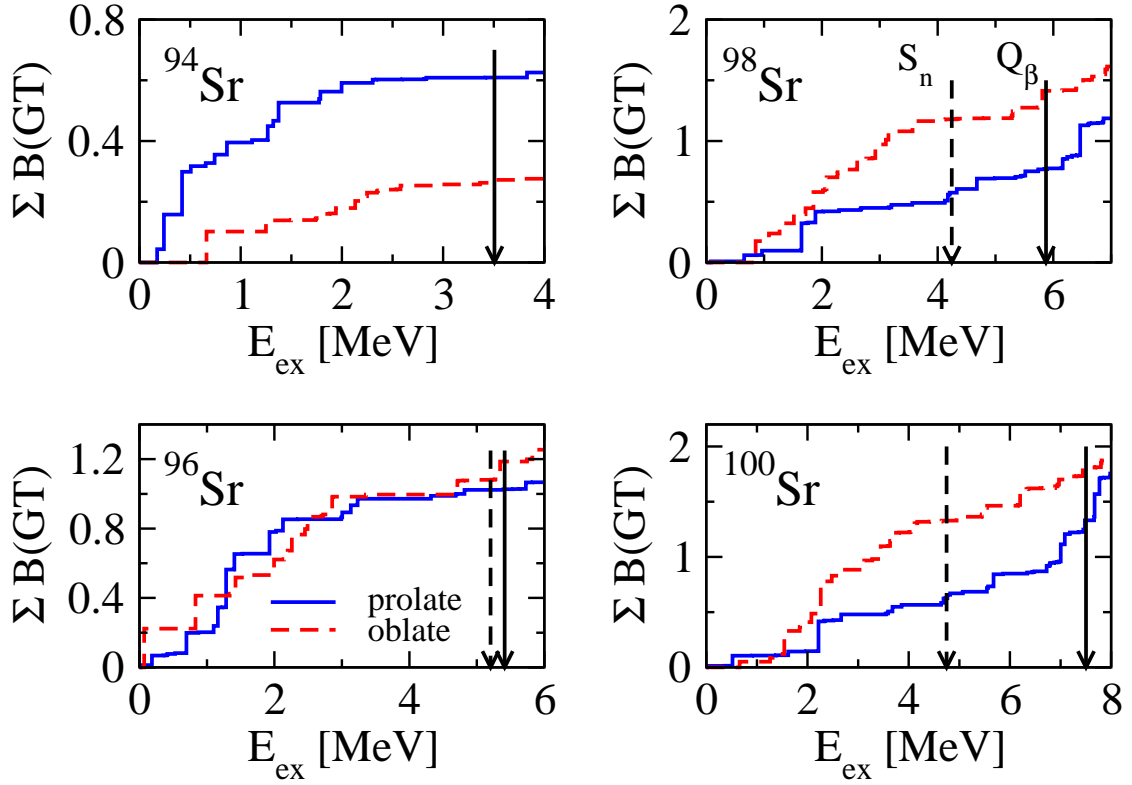 0.8
0.4
0
Σ B(GT)
⁹⁴Sr
0 1 2 3 4
E_ex [MeV]
2
1
0
Σ B(GT)
⁹⁸Sr
S_n
Q_β
0 2 4 6
E_ex [MeV]
1.2
0.8
0.4
0
Σ B(GT)
⁹⁶Sr
prolate
oblate
0 2 4 6
E_ex [MeV]
2
1
0
Σ B(GT)
¹⁰⁰Sr
0 2 4 6 8
E_ex [MeV]